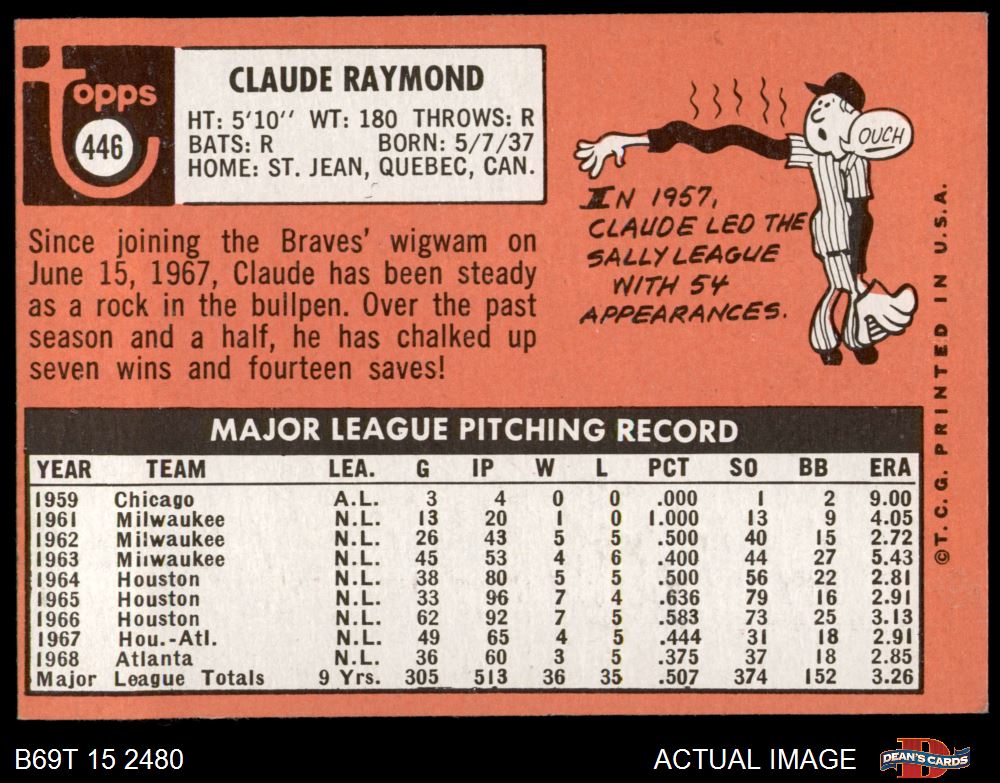 topps
446
CLAUDE RAYMOND
HT: 5'10'' WT: 180 THROWS: R
BATS: R BORN: 5/7/37
HOME: ST. JEAN, QUEBEC, CAN.
Since joining the Braves' wigwam on
June 15, 1967, Claude has been steady
as a rock in the bullpen. Over the past
season and a half, he has chalked up
seven wins and fourteen saves!
OUCH
IN 1957,
CLAUDE LED THE
SALLY LEAGUE
WITH 54
APPEARANCES.
©T. C. G. PRINTED IN U.S.A.
MAJOR LEAGUE PITCHING RECORD
YEAR TEAM LEA. G IP W L PCT SO BB ERA
1959 Chicago A.L. 3 4 0 0 .000 1 2 9.00
1961 Milwaukee N.L. 13 20 1 0 1.000 13 9 4.05
1962 Milwaukee N.L. 26 43 5 5 .500 40 15 2.72
1963 Milwaukee N.L. 45 53 4 6 .400 44 27 5.43
1964 Houston N.L. 38 80 5 5 .500 56 22 2.81
1965 Houston N.L. 33 96 7 4 .636 79 16 2.91
1966 Houston N.L. 62 92 7 5 .583 73 25 3.13
1967 Hou.-Atl. N.L. 49 65 4 5 .444 31 18 2.91
1968 Atlanta N.L. 36 60 3 5 .375 37 18 2.85
Major League Totals 9 Yrs. 305 513 36 35 .507 374 152 3.26
B69T 15 2480 ACTUAL IMAGE
DEAN'S CARDS